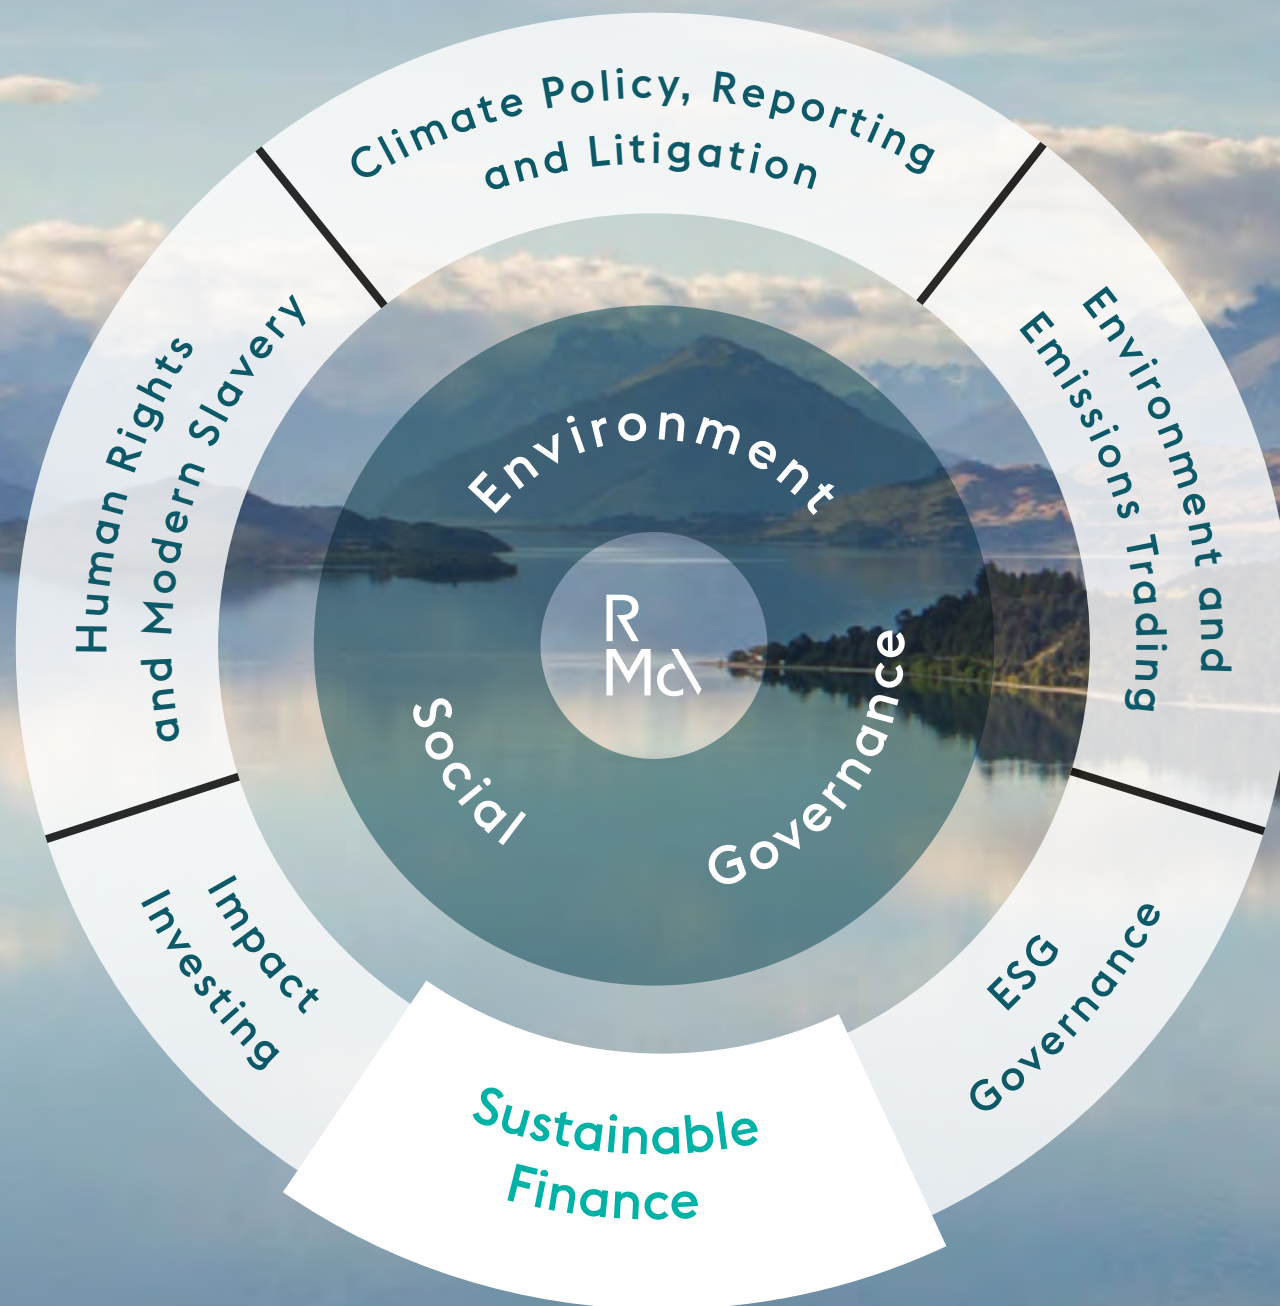 Climate Policy, Reporting
and Litigation
Environment and
Emissions Trading
ESG
Governance
Sustainable
Finance
Impact
Investing
Human Rights
and Modern Slavery
Environment
Governance
Social
R
Mc